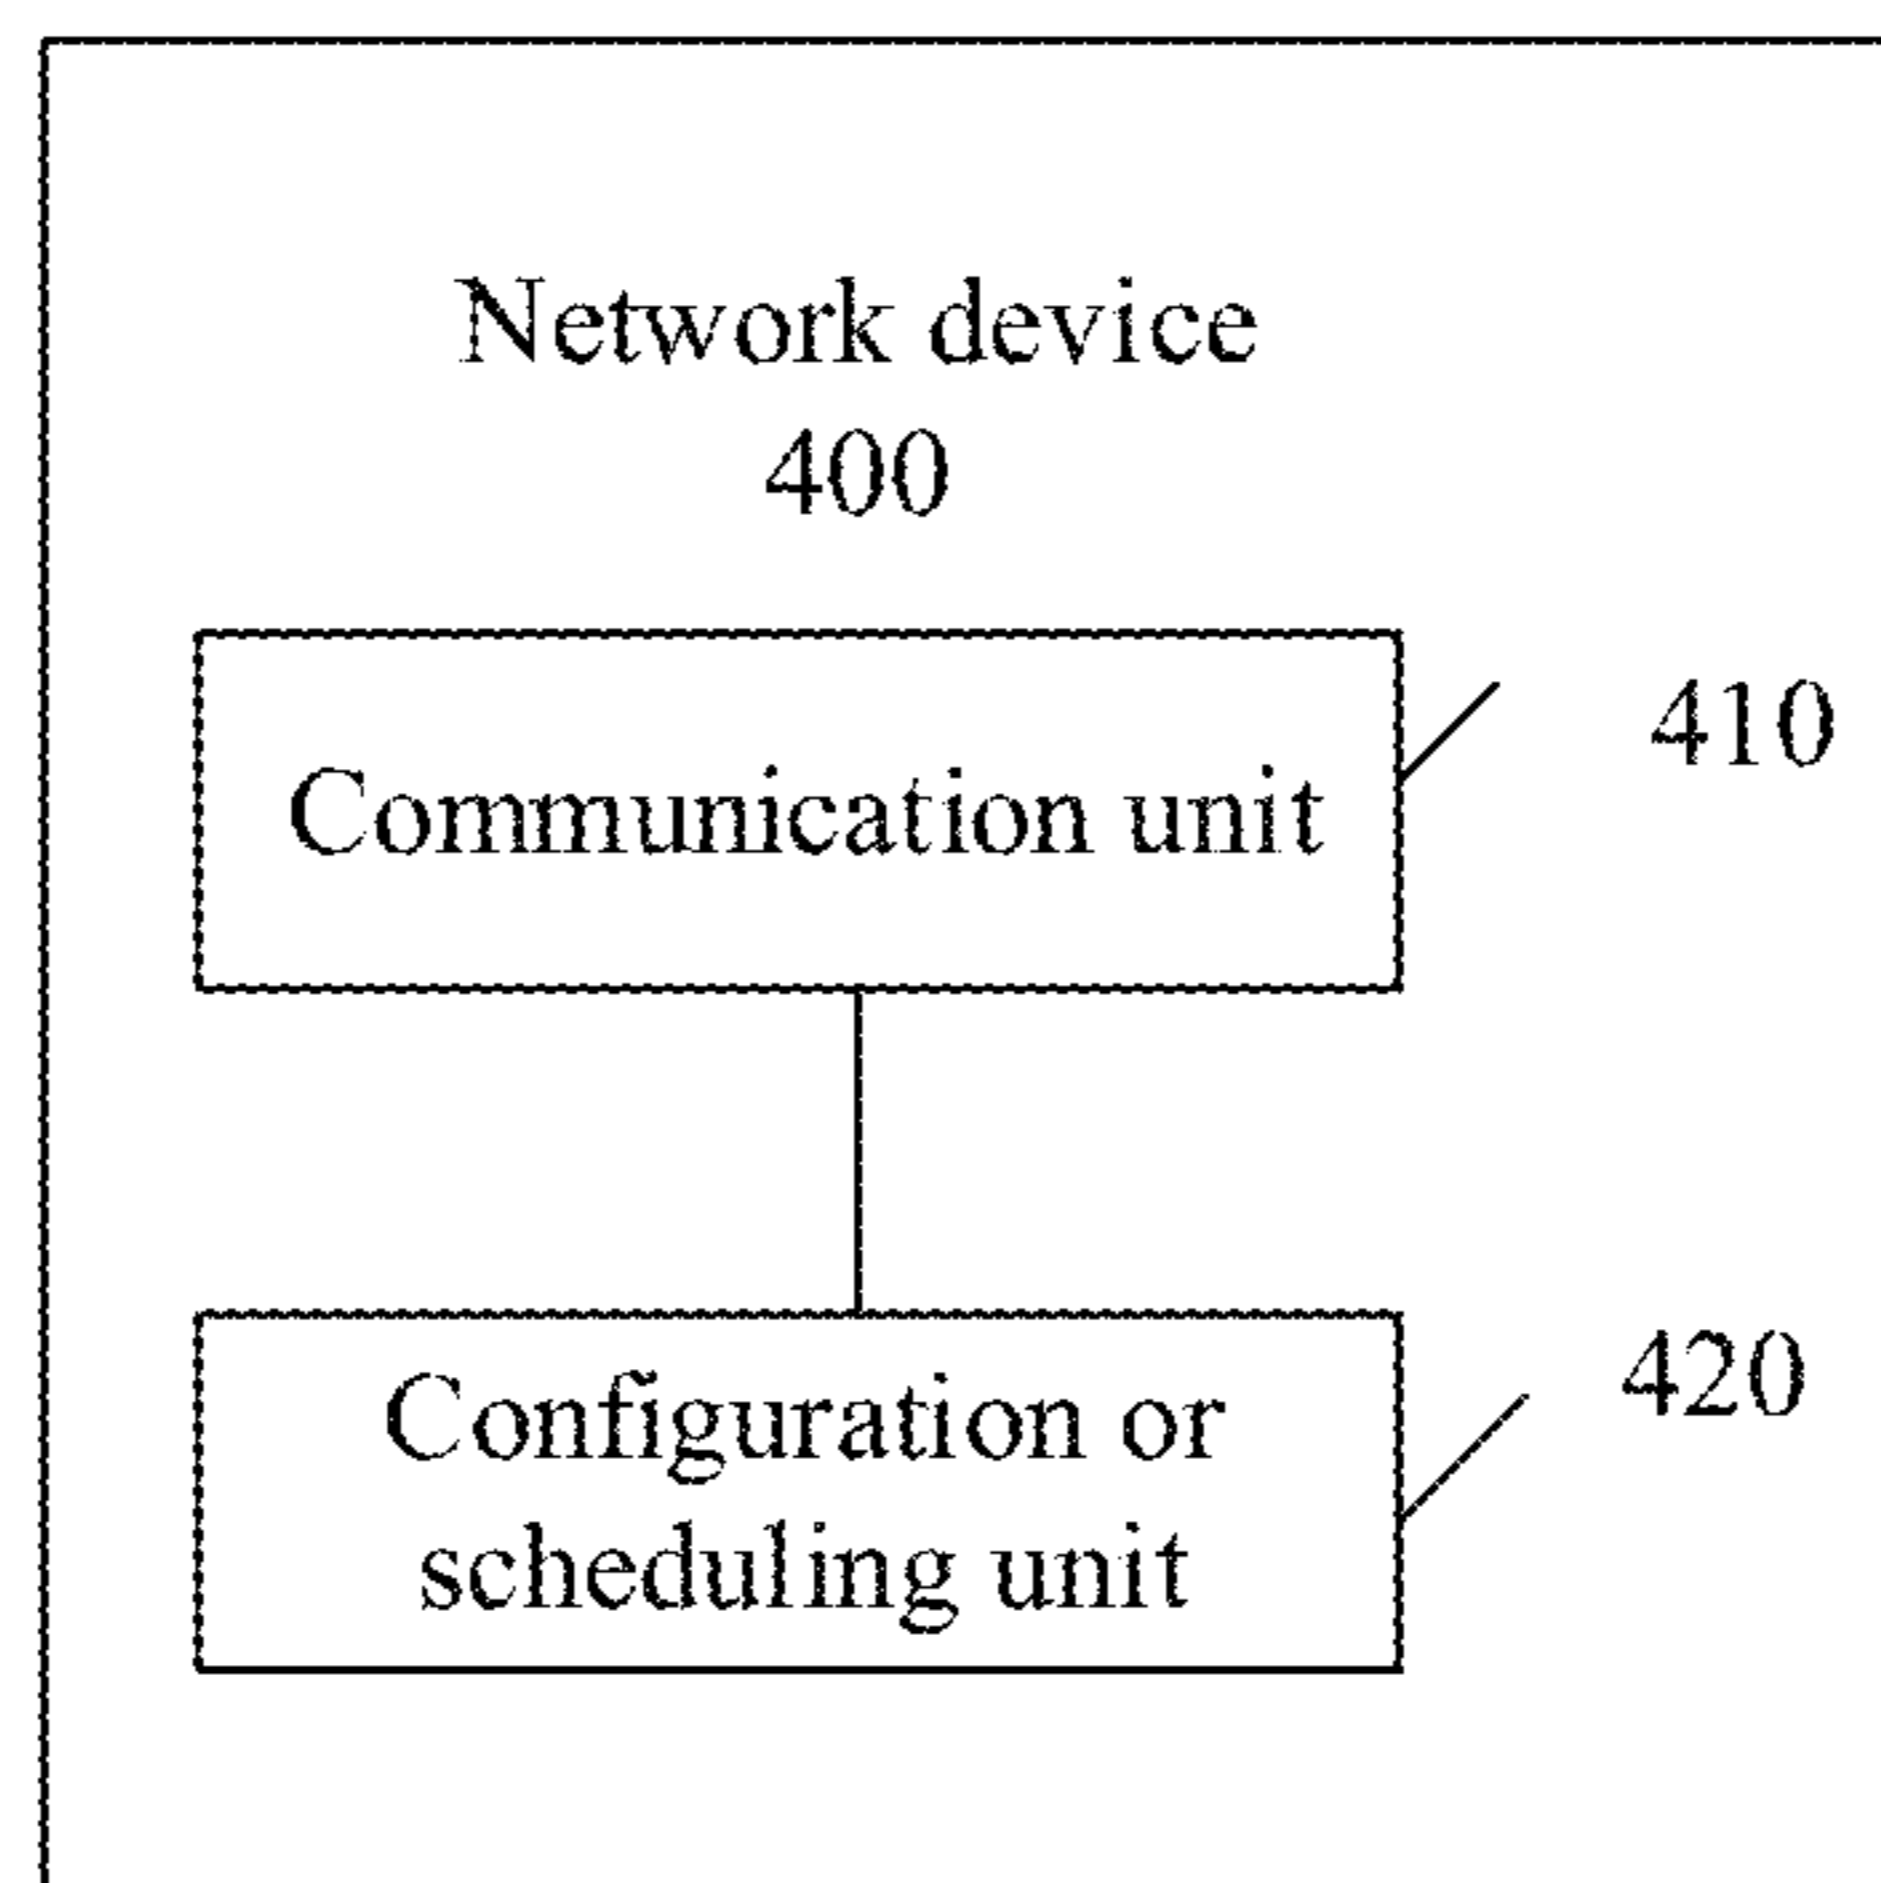 Network device
400
410
Communication unit
420
Configuration or
scheduling unit